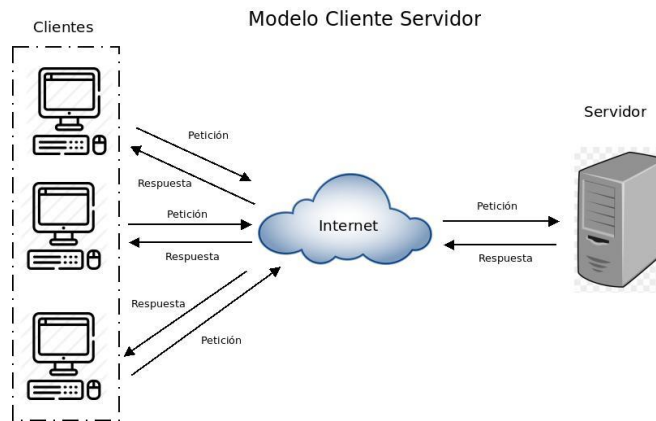 Modelo Cliente Servidor
Clientes
Servidor
Petición
Respuesta
Petición
Internet
Petición
Respuesta
Respuesta
Respuesta
Petición